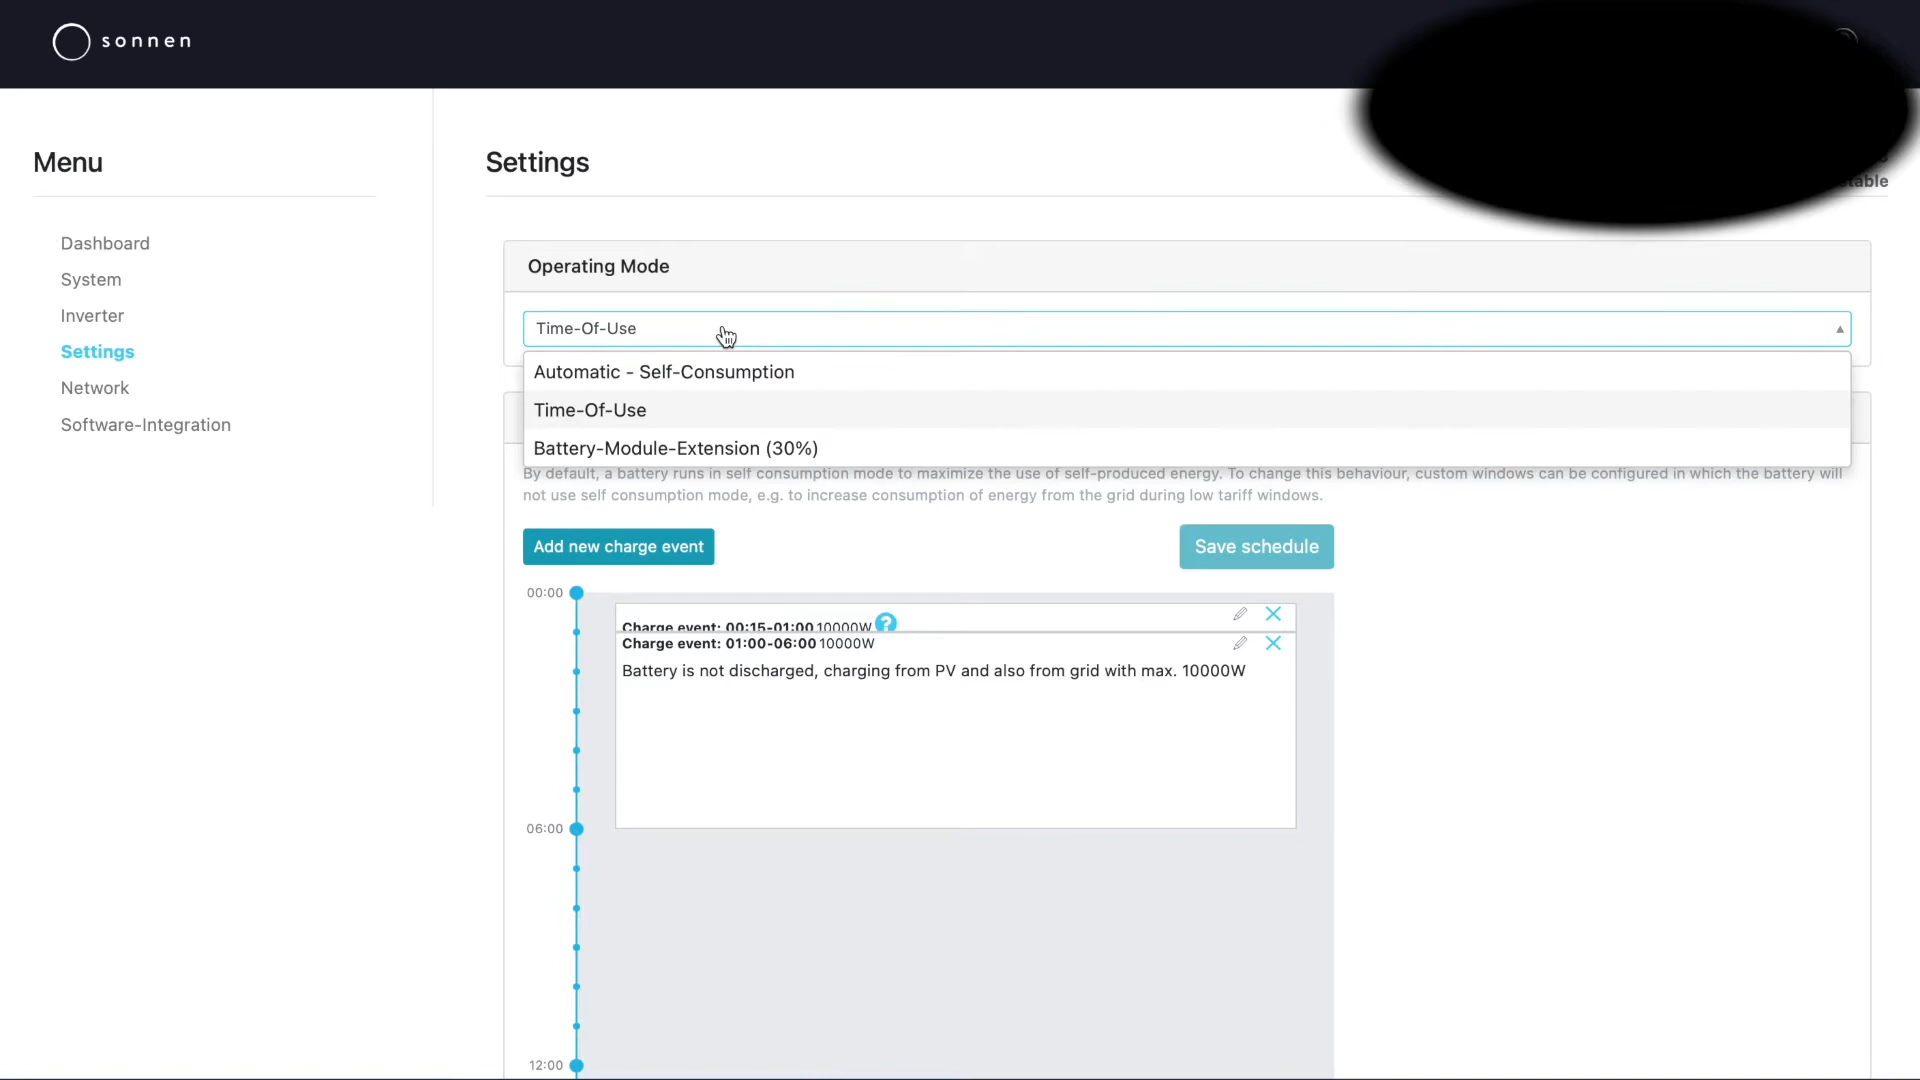 sonnen
Menu
Settings
Dashboard
System
Inverter
Settings
Network
Software-Integration
Operating Mode
Time-Of-Use
Automatic - Self-Consumption
Time-Of-Use
Battery-Module-Extension (30%)
By default, a battery runs in self consumption mode to maximize the use of self-produced energy. To change this behaviour, custom windows can be configured in which the battery will
not use self consumption mode, e.g. to increase consumption of energy from the grid during low tariff windows.
Add new charge event
Save schedule
00:00
Charge event: 00:15-01:00 10000W ?
Charge event: 01:00-06:00 10000W
Battery is not discharged, charging from PV and also from grid with max. 10000W
06:00
12:00